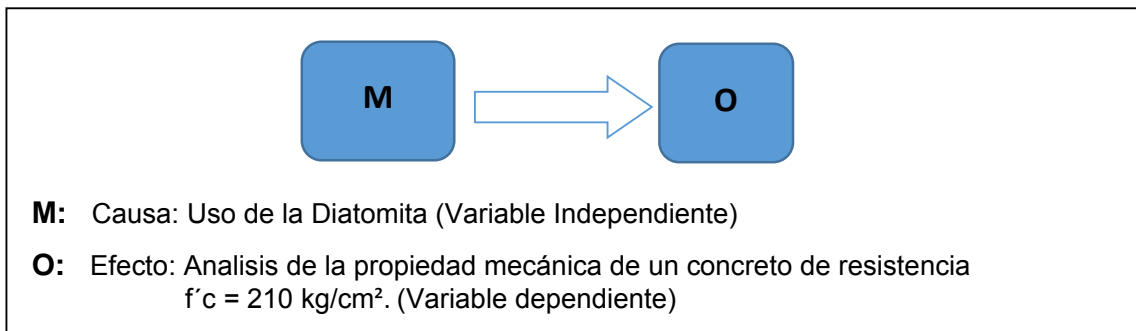 M
O
M: Causa: Uso de la Diatomita (Variable Independiente)
O: Efecto: Analisis de la propiedad mecánica de un concreto de resistencia
f´c = 210 kg/cm². (Variable dependiente)